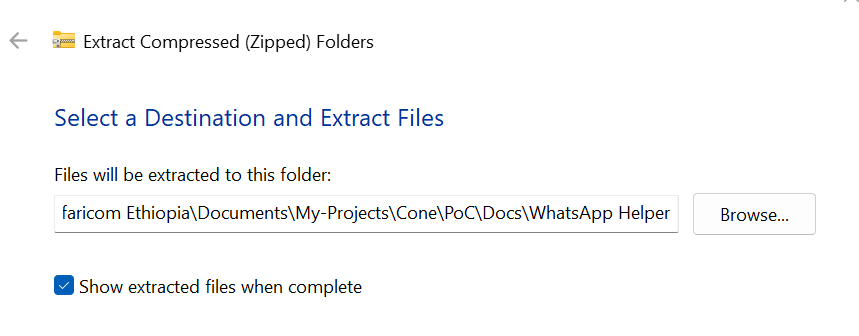 Extract Compressed (Zipped) Folders
Select a Destination and Extract Files
Files will be extracted to this folder:
faricom Ethiopia\Documents\My-Projects\Cone\PoC\Docs\WhatsApp Helper
Browse...
Show extracted files when complete